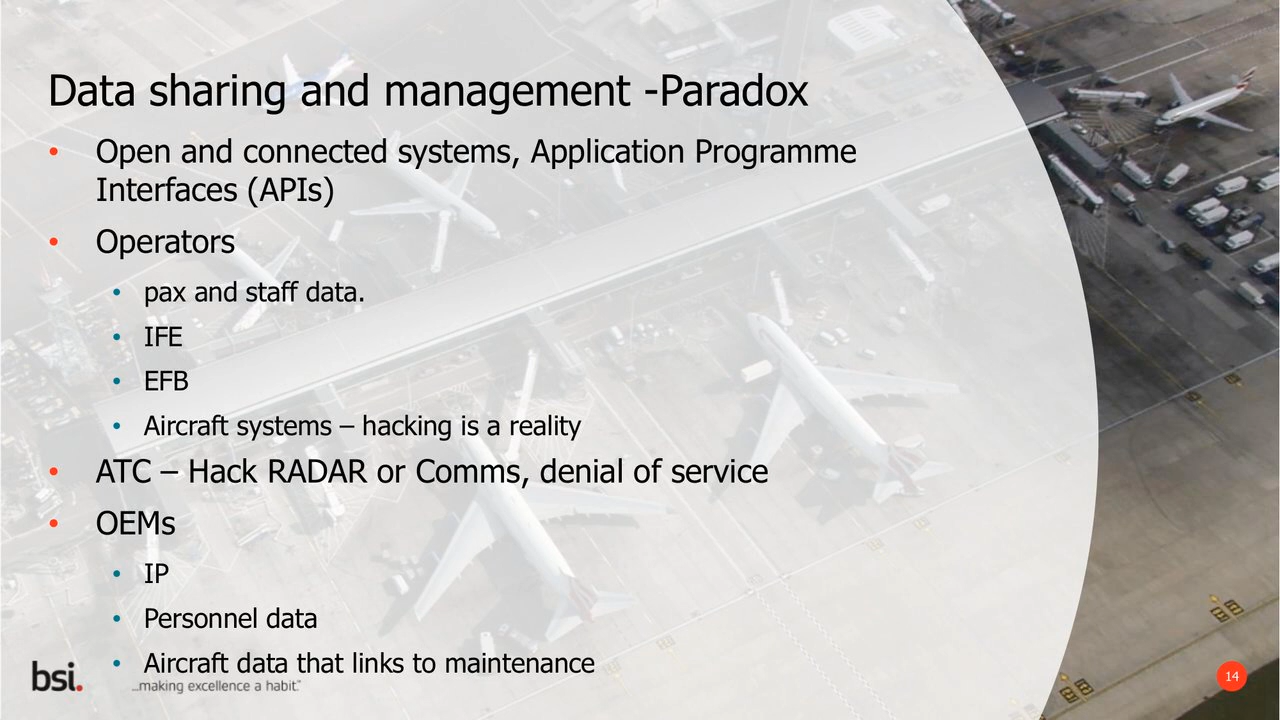 Data sharing and management -Paradox
• Open and connected systems, Application Programme
Interfaces (APIs)
• Operators
• pax and staff data.
• IFE
• EFB
• Aircraft systems – hacking is a reality
• ATC – Hack RADAR or Comms, denial of service
• OEMs
• IP
• Personnel data
• Aircraft data that links to maintenance
bsi.
...making excellence a habit.™
14